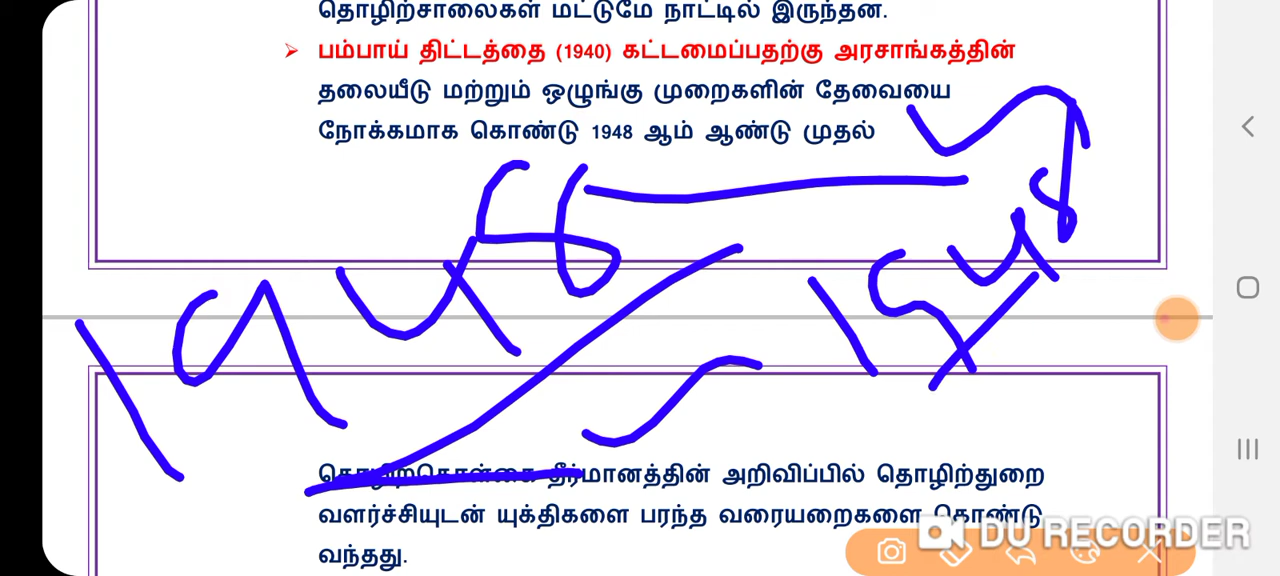 தொழிற்சாலைகள் மட்டுமே நாட்டில் இருந்தன.
➢ பம்பாய் திட்டத்தை (1940) கட்டமைப்பதற்கு அரசாங்கத்தின்
தலையீடு மற்றும் ஒழுங்கு முறைகளின் தேவையை
நோக்கமாக கொண்டு 1948 ஆம் ஆண்டு முதல்
1948
தொழிற்கொள்கை தீர்மானத்தின் அறிவிப்பில் தொழிற்துறை
வளர்ச்சியுடன் யுக்திகளை பரந்த வரையறைகளை கொண்டு
வந்தது.
DU RECORDER